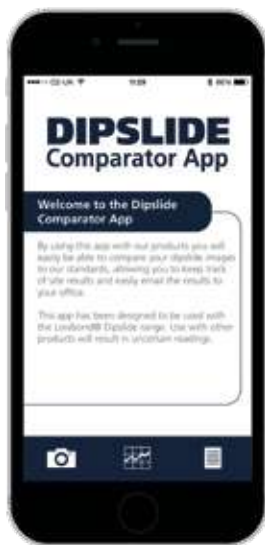 11:09
DIPSLIDE
Comparator App
Welcome to the Dipslide
Comparator App
By using this app with our products you will
easily be able to compare your dipslide images
to our standards, allowing you to keep track
of site results and easily email the results to
your office.
This app has been designed to be used with
the Lovibond® Dipslide range. Use with other
products will result in uncertain readings.